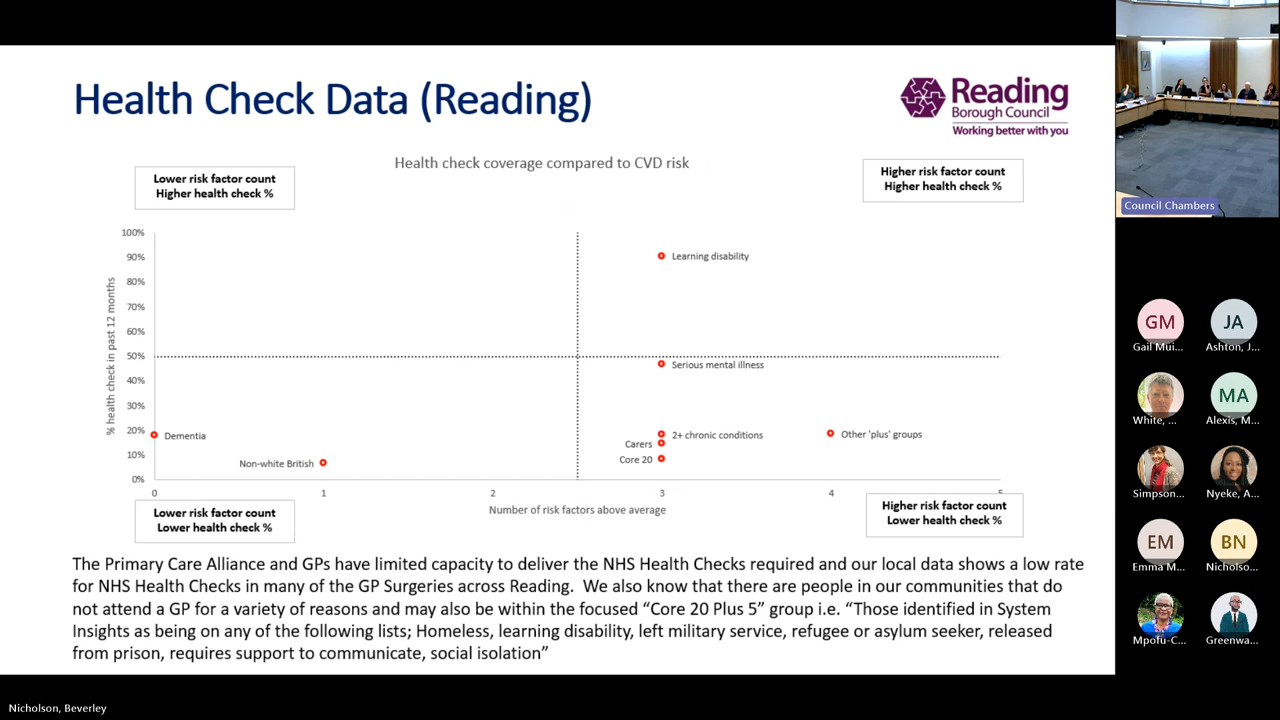 Health Check Data (Reading)
Reading
Borough Council
Working better with you
Health check coverage compared to CVD risk
Lower risk factor count
Higher health check %
Higher risk factor count
Higher health check %
% health check in past 12 months
100%
90%
80%
70%
60%
50%
40%
30%
20%
10%
0%
Learning disability
Serious mental illness
Dementia
2+ chronic conditions
Other 'plus' groups
Carers
Non-white British
Core 20
0
1
2
3
4
5
Number of risk factors above average
Lower risk factor count
Lower health check %
Higher risk factor count
Lower health check %
The Primary Care Alliance and GPs have limited capacity to deliver the NHS Health Checks required and our local data shows a low rate
for NHS Health Checks in many of the GP Surgeries across Reading.  We also know that there are people in our communities that do
not attend a GP for a variety of reasons and may also be within the focused “Core 20 Plus 5” group i.e. “Those identified in System
Insights as being on any of the following lists; Homeless, learning disability, left military service, refugee or asylum seeker, released
from prison, requires support to communicate, social isolation”
Council Chambers
GM
JA
Gail Mui...
Ashton, J...
MA
White, ...
Alexis, M...
Simpson...
Nyeke, A...
EM
BN
Emma M...
Nicholso...
Mpofu-C...
Greenwa...
Nicholson, Beverley